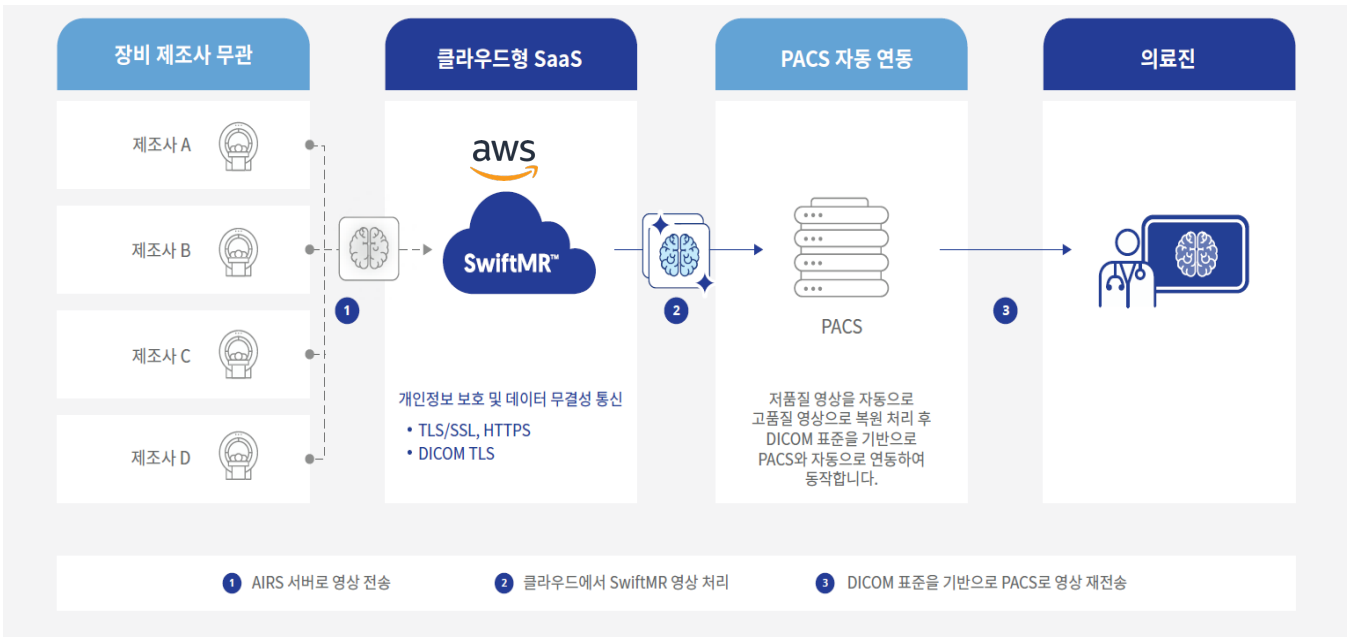 장비 제조사 무관
클라우드형 SaaS
PACS 자동 연동
의료진
제조사 A
제조사 B
제조사 C
제조사 D
1
aws
SwiftMR™
개인정보 보호 및 데이터 무결성 통신
• TLS/SSL, HTTPS
• DICOM TLS
2
PACS
저품질 영상을 자동으로
고품질 영상으로 복원 처리 후
DICOM 표준을 기반으로
PACS와 자동으로 연동하여
동작합니다.
3
1 AIRS 서버로 영상 전송
2 클라우드에서 SwiftMR 영상 처리
3 DICOM 표준을 기반으로 PACS로 영상 재전송